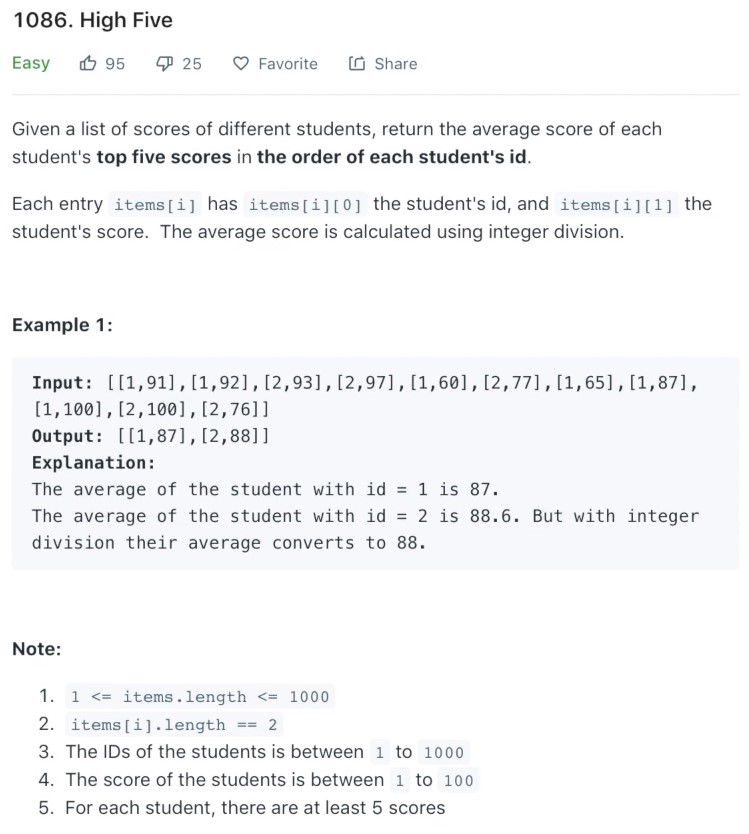 1086. High Five
Easy 95 25 Favorite Share
Given a list of scores of different students, return the average score of each
student's top five scores in the order of each student's id.
Each entry items[i] has items[i][0] the student's id, and items[i][1] the
student's score.  The average score is calculated using integer division.
Example 1:
Input: [[1,91],[1,92],[2,93],[2,97],[1,60],[2,77],[1,65],[1,87],
[1,100],[2,100],[2,76]]
Output: [[1,87],[2,88]]
Explanation:
The average of the student with id = 1 is 87.
The average of the student with id = 2 is 88.6. But with integer
division their average converts to 88.
Note:
1. 1 <= items.length <= 1000
2. items[i].length == 2
3. The IDs of the students is between 1 to 1000
4. The score of the students is between 1 to 100
5. For each student, there are at least 5 scores